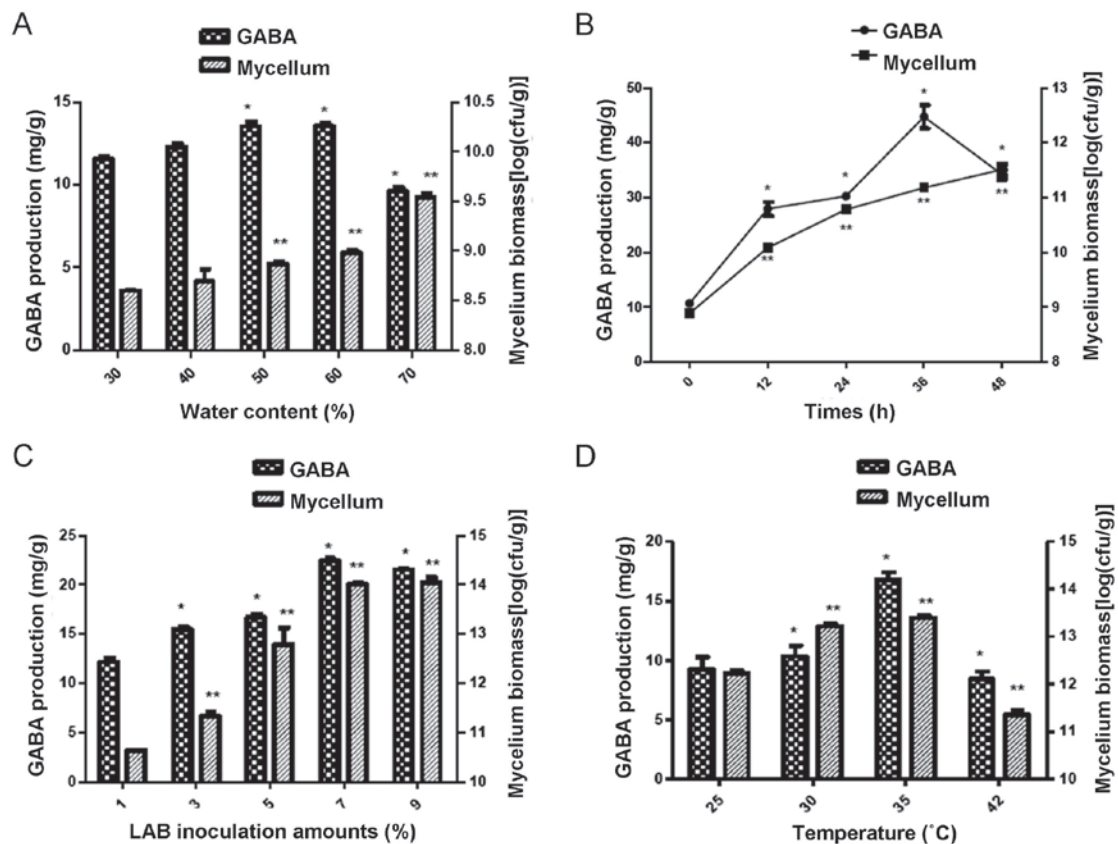 A
GABA
Mycellum
GABA production (mg/g)
15
10
5
0
* * * ** ** **
Mycelium biomass[log(cfu/g)]
10.5
10.0
9.5
9.0
8.5
8.0
30 40 50 60 70
Water content (%)
B
GABA
Mycellum
GABA production (mg/g)
50
40
30
20
10
0
* * * * ** ** ** **
Mycelium biomass[log(cfu/g)]
13
12
11
10
9
8
0 12 24 36 48
Times (h)
C
GABA
Mycellum
GABA production (mg/g)
25
20
15
10
5
0
* ** * ** * ** * **
Mycelium biomass[log(cfu/g)]
15
14
13
12
11
10
1 3 5 7 9
LAB inoculation amounts (%)
D
GABA
Mycellum
GABA production (mg/g)
20
15
10
5
0
* ** * ** * **
Mycelium biomass[log(cfu/g)]
15
14
13
12
11
10
25 30 35 42
Temperature (˚C)